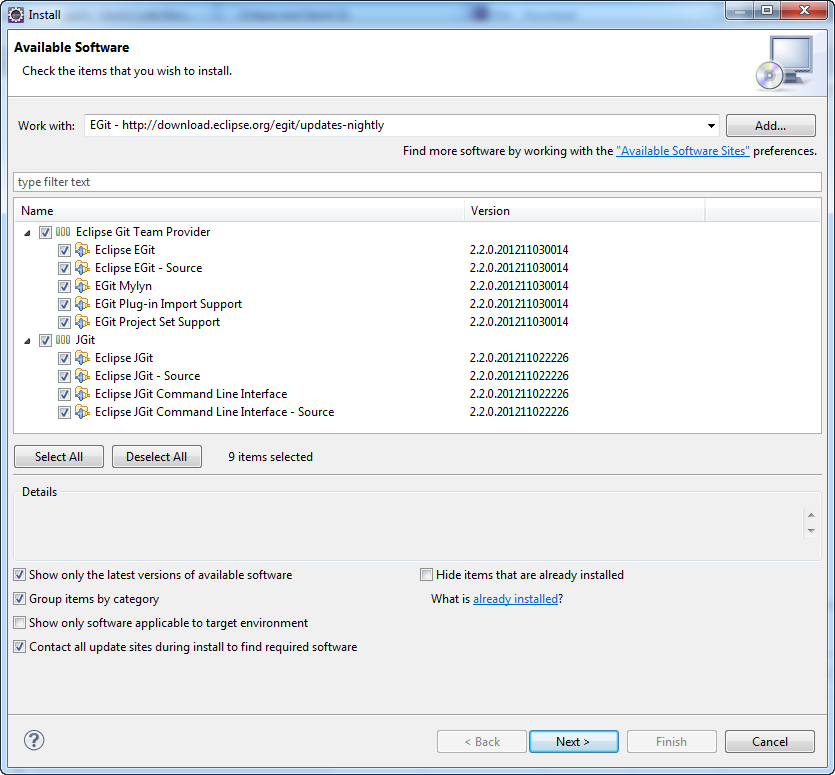 Install
Available Software
Check the items that you wish to install.
Work with: EGit - http://download.eclipse.org/egit/updates-nightly Add...
Find more software by working with the "Available Software Sites" preferences.
type filter text
Name Version
Eclipse Git Team Provider
Eclipse EGit 2.2.0.201211030014
Eclipse EGit - Source 2.2.0.201211030014
EGit Mylyn 2.2.0.201211030014
EGit Plug-in Import Support 2.2.0.201211030014
EGit Project Set Support 2.2.0.201211030014
JGit
Eclipse JGit 2.2.0.201211022226
Eclipse JGit - Source 2.2.0.201211022226
Eclipse JGit Command Line Interface 2.2.0.201211022226
Eclipse JGit Command Line Interface - Source 2.2.0.201211022226
Select All Deselect All 9 items selected
Details
Show only the latest versions of available software Hide items that are already installed
Group items by category What is already installed?
Show only software applicable to target environment
Contact all update sites during install to find required software
? < Back Next > Finish Cancel